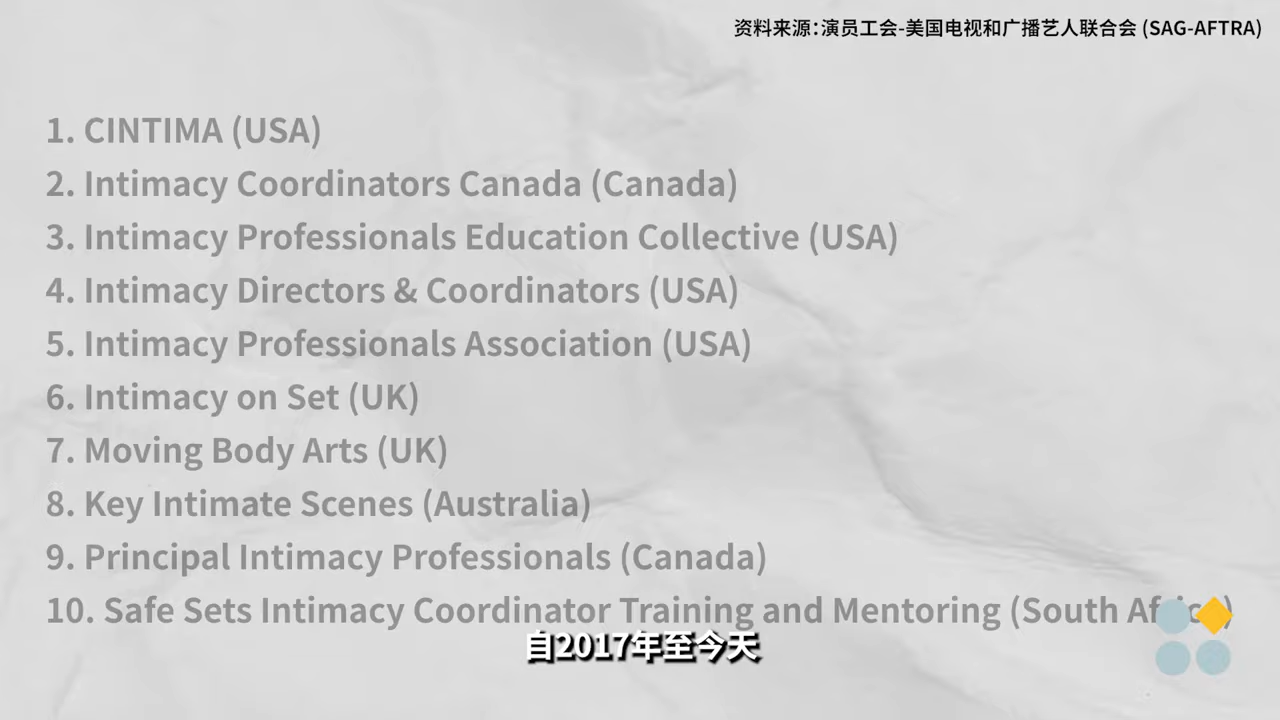 资料来源：演员工会-美国电视和广播艺人联合会 (SAG-AFTRA)
1. CINTIMA (USA)
2. Intimacy Coordinators Canada (Canada)
3. Intimacy Professionals Education Collective (USA)
4. Intimacy Directors & Coordinators (USA)
5. Intimacy Professionals Association (USA)
6. Intimacy on Set (UK)
7. Moving Body Arts (UK)
8. Key Intimate Scenes (Australia)
9. Principal Intimacy Professionals (Canada)
10. Safe Sets Intimacy Coordinator Training and Mentoring (South Africa)
自2017年至今天